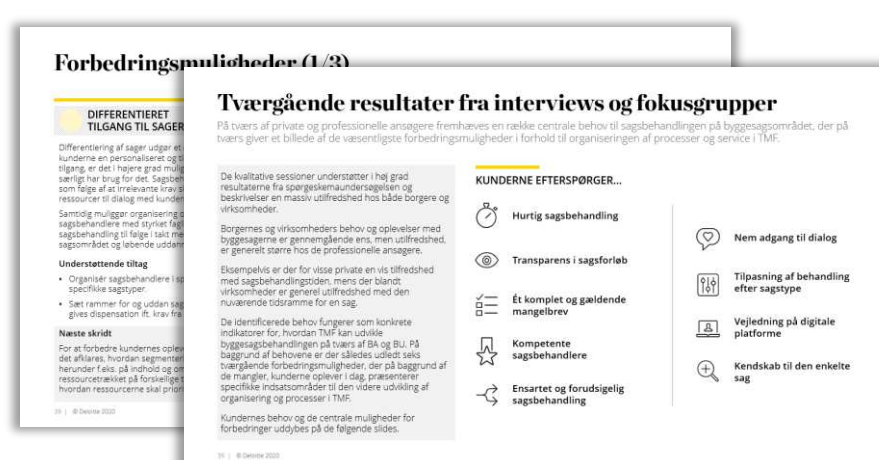 Forbedringsmuligheder (1/3)
DIFFERENTIERET
TILGANG TIL SAGER
Differentiering af sager udgør et
kunderne en personaliseret og
tilgang, er det i højere grad
særligt har brug for det.
som følge af at irrelevante krav
ressourcer til dialog med
Samtidig muliggør organisering
sagsbehandlere med styrket
sagsbehandling til følge i takt
sagsområdet og løbende
Understøttende tiltag
• Organisér sagsbehandlere i
specifikke sagstyper.
• Sæt rammer for og uddan
gives dispensation ift. krav fra
Næste skridt
For at forbedre kundernes
det afklares, hvordan
herunder f.eks. på indhold og
ressourcetrækket på forskellige
hvordan ressourcerne skal
© Deloitte 2020
Tværgående resultater fra interviews og fokusgrupper
På tværs af private og professionelle ansøgere fremhæves en række centrale behov til sagsbehandlingen på byggesagsområdet, der på
tværs giver et billede af de væsentligste forbedringsmuligheder i forhold til organiseringen af processer og service i TMF.
De kvalitative sessioner understøtter i høj grad
resultaterne fra spørgeskemaundersøgelsen og
beskrivelser en massiv utilfredshed hos både borgere og
virksomheder.
Borgernes og virksomheders behov og oplevelser med
byggesagerne er gennemgående ens, men utilfredshed,
er generelt større hos de professionelle ansøgere.
Eksempelvis er der for visse private en vis tilfredshed
med sagsbehandlingstiden, mens der blandt
virksomheder er generel utilfredshed med den
nuværende tidsramme for en sag.
De identificerede behov fungerer som konkrete
indikatorer for, hvordan TMF kan udvikle
byggesagsbehandlingen på tværs af BA og BU. På
baggrund af behovene er der således udledt seks
tværgående forbedringsmuligheder, der på baggrund af
de mangler, kunderne oplever i dag, præsenterer
specifikke indsatsområder til den videre udvikling af
organisering og processer i TMF.
Kundernes behov og de centrale muligheder for
forbedringer uddybes på de følgende slides.
KUNDERNE EFTERSPØRGER...
Hurtig sagsbehandling
Transparens i sagsforløb
Ét komplet og gældende
mangelbrev
Kompetente
sagsbehandlere
Ensartet og forudsigelig
sagsbehandling
Nem adgang til dialog
Tilpasning af behandling
efter sagstype
Vejledning på digitale
platforme
Kendskab til den enkelte
sag
© Deloitte 2020